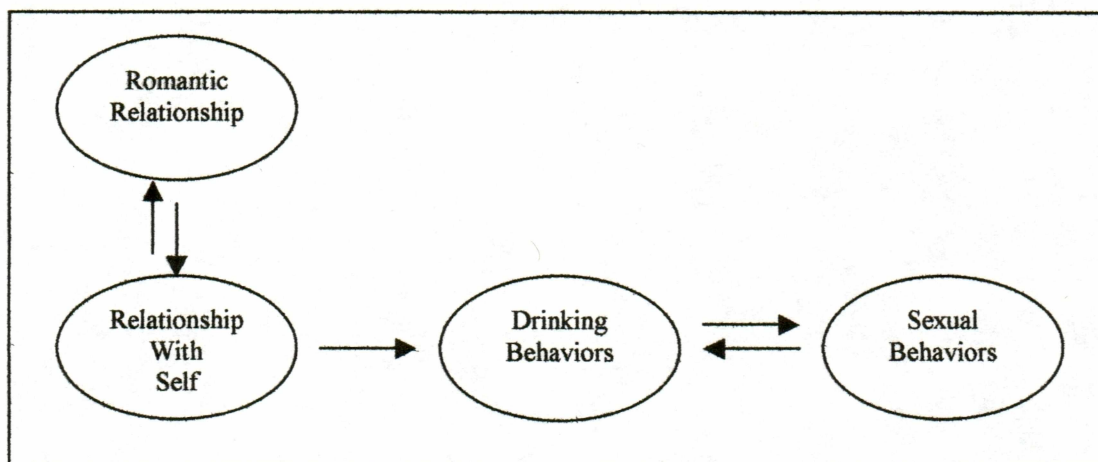 Romantic
Relationship
Relationship
With
Self
Drinking
Behaviors
Sexual
Behaviors